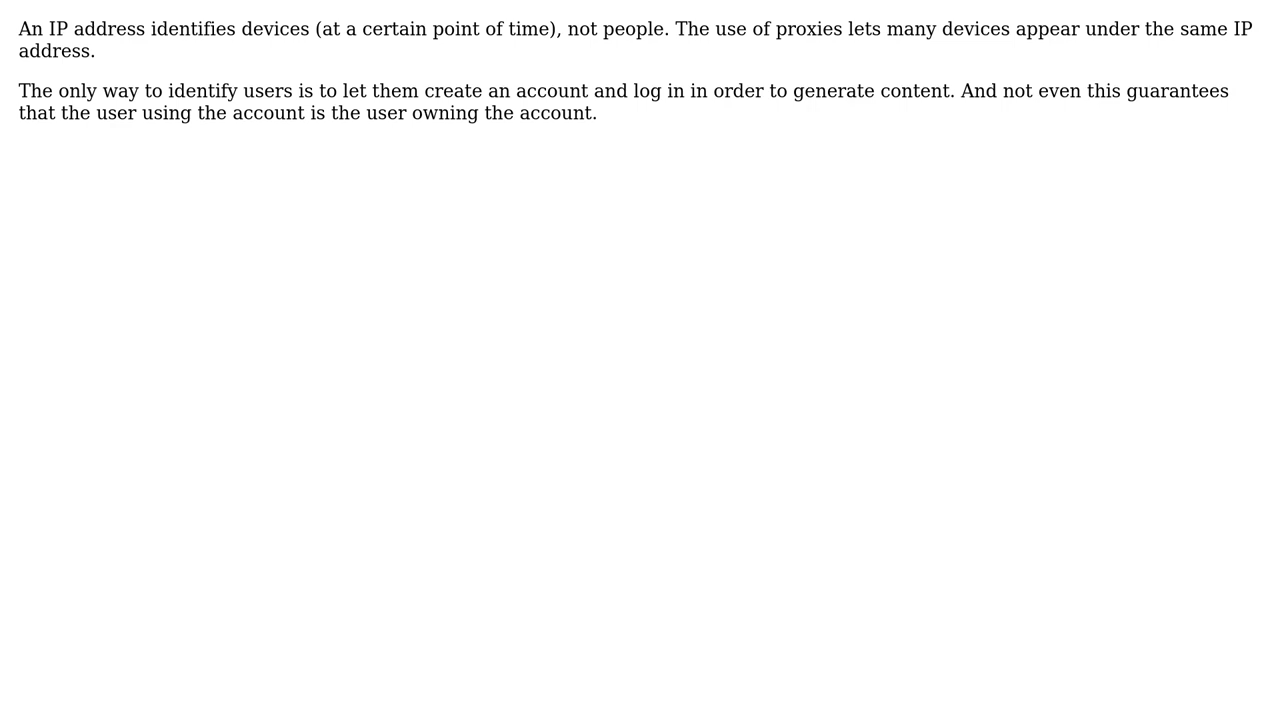 An IP address identifies devices (at a certain point of time), not people. The use of proxies lets many devices appear under the same IP
address.
The only way to identify users is to let them create an account and log in in order to generate content. And not even this guarantees
that the user using the account is the user owning the account.